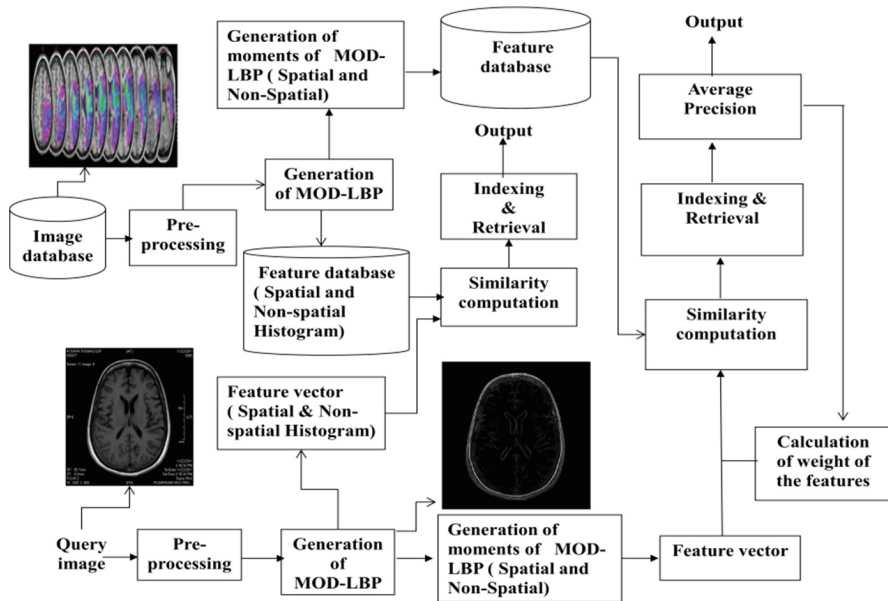 Generation of
moments of MOD-
LBP ( Spatial and
Non-Spatial)
Feature
database
Output
Average
Precision
Output
Generation
of MOD-LBP
Indexing
&
Retrieval
Indexing &
Retrieval
Image
database
Pre-
processing
Feature database
( Spatial and
Non-spatial
Histogram)
Similarity
computation
Similarity
computation
Feature vector
( Spatial & Non-
spatial Histogram)
Calculation
of weight of
the features
Query
image
Pre-
processing
Generation
of
MOD-LBP
Generation of
moments of MOD-
LBP ( Spatial and
Non-Spatial)
Feature vector